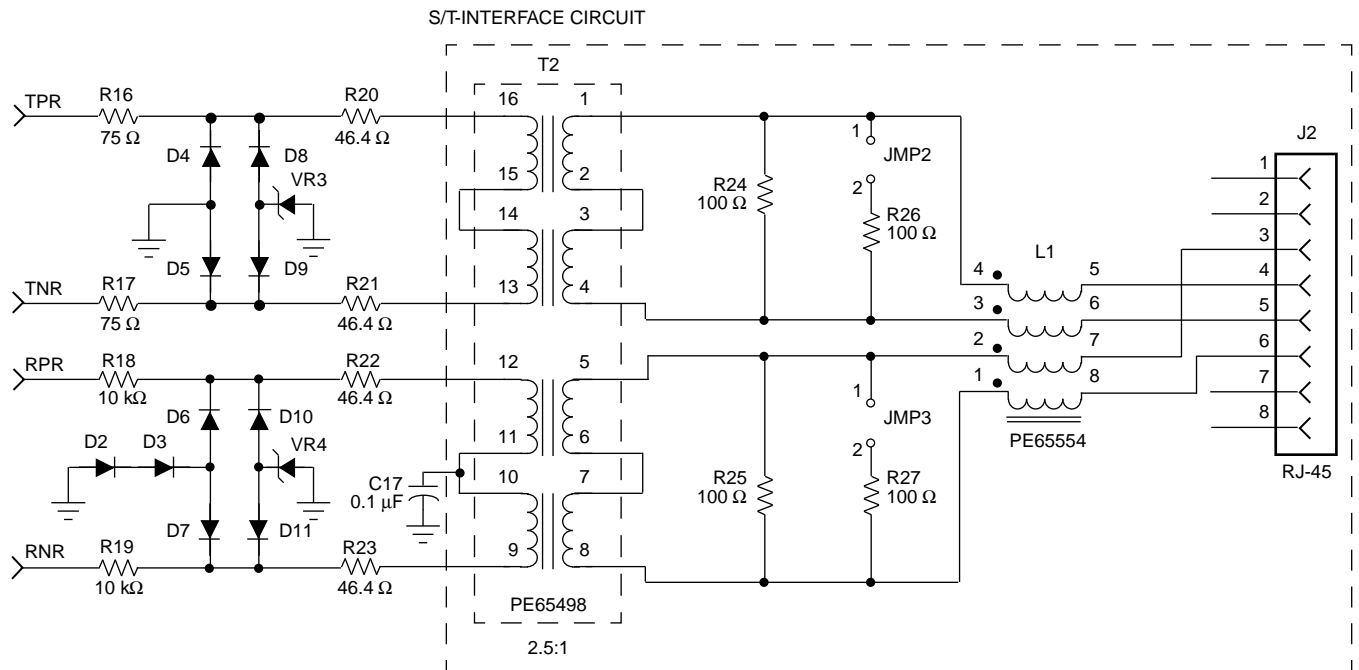 S/T-INTERFACE CIRCUIT
T2
TPR
R16
75 Ω
R20
46.4 Ω
16
1
D4
D8
VR3
15
2
14
3
D5
D9
TNR
R17
75 Ω
R21
46.4 Ω
13
4
R24
100 Ω
1
JMP2
2
R26
100 Ω
L1
4
5
3
6
2
7
1
8
PE65554
J2
1
2
3
4
5
6
7
8
RJ-45
RPR
R18
10 kΩ
R22
46.4 Ω
12
5
D6
D10
D2
D3
VR4
11
6
C17
0.1 µF
10
7
D7
D11
RNR
R19
10 kΩ
R23
46.4 Ω
9
8
R25
100 Ω
1
JMP3
2
R27
100 Ω
PE65498
2.5:1